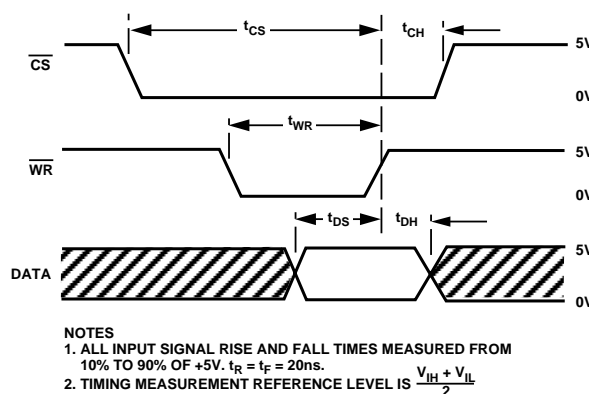 tCS tCH
CS 5V
0V
tWR
WR 5V
0V
tDS tDH
DATA 5V
0V
NOTES
1. ALL INPUT SIGNAL RISE AND FALL TIMES MEASURED FROM
10% TO 90% OF +5V. tR = tF = 20ns.
2. TIMING MEASUREMENT REFERENCE LEVEL IS VIH + VIL
2